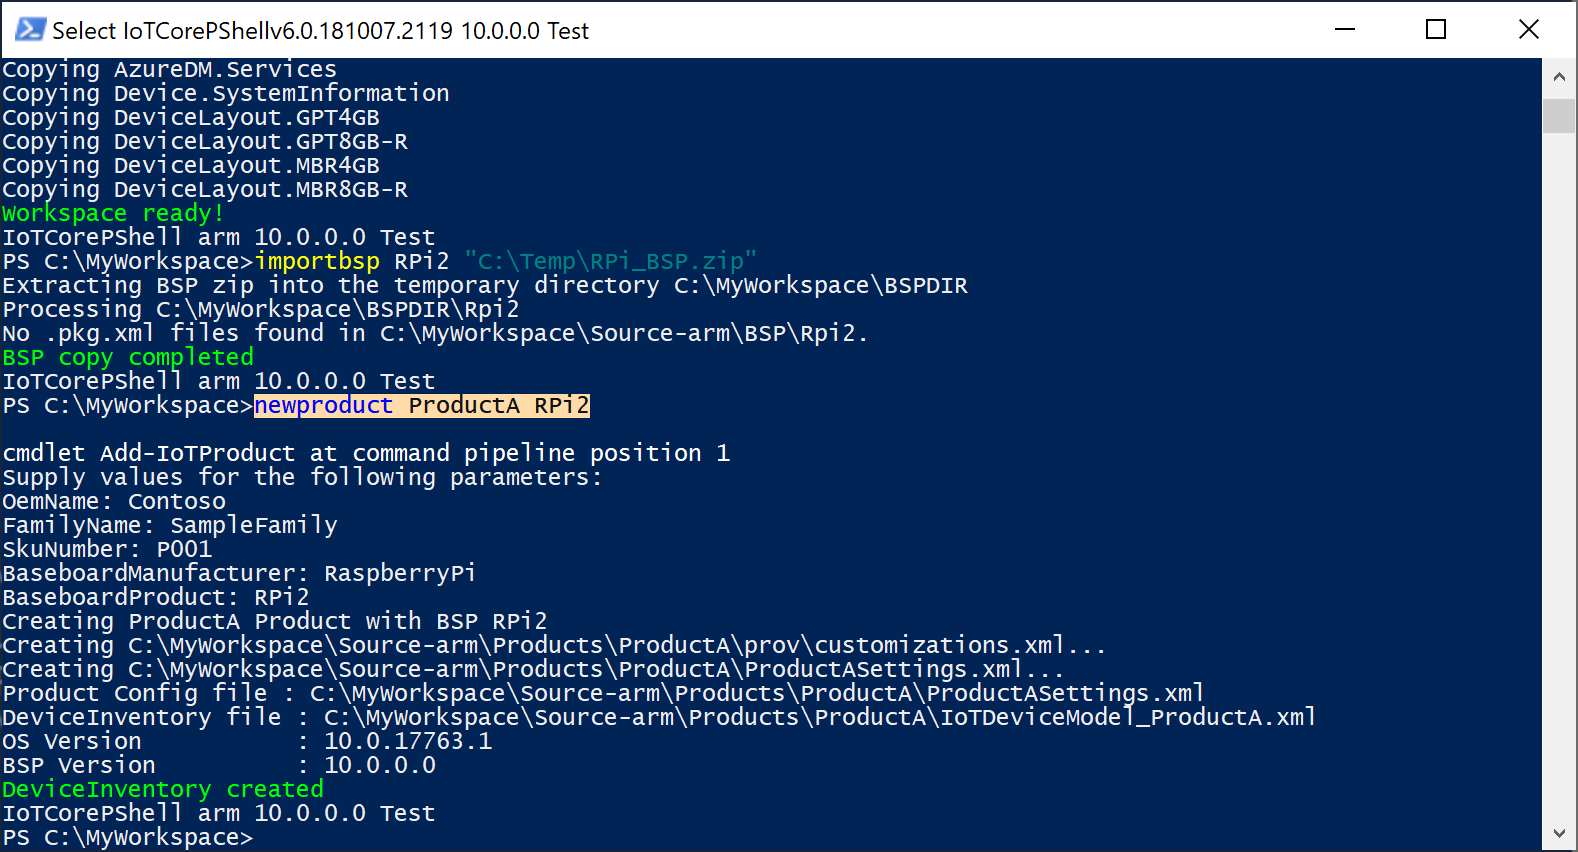 Select IoTCorePShellv6.0.181007.2119 10.0.0.0 Test
Copying AzureDM.Services
Copying Device.SystemInformation
Copying DeviceLayout.GPT4GB
Copying DeviceLayout.GPT8GB-R
Copying DeviceLayout.MBR4GB
Copying DeviceLayout.MBR8GB-R
Workspace ready!
IoTCorePShell arm 10.0.0.0 Test
PS C:\MyWorkspace>importbsp RPi2 "C:\Temp\RPi_BSP.zip"
Extracting BSP zip into the temporary directory C:\MyWorkspace\BSPDIR
Processing C:\MyWorkspace\BSPDIR\Rpi2
No .pkg.xml files found in C:\MyWorkspace\Source-arm\BSP\Rpi2.
BSP copy completed
IoTCorePShell arm 10.0.0.0 Test
PS C:\MyWorkspace>newproduct ProductA RPi2
cmdlet Add-IoTProduct at command pipeline position 1
Supply values for the following parameters:
OemName: Contoso
FamilyName: SampleFamily
SkuNumber: P001
BaseboardManufacturer: RaspberryPi
BaseboardProduct: RPi2
Creating ProductA Product with BSP RPi2
Creating C:\MyWorkspace\Source-arm\Products\ProductA\prov\customizations.xml...
Creating C:\MyWorkspace\Source-arm\Products\ProductA\ProductASettings.xml...
Product Config file : C:\MyWorkspace\Source-arm\Products\ProductA\ProductASettings.xml
DeviceInventory file : C:\MyWorkspace\Source-arm\Products\ProductA\IoTDeviceModel_ProductA.xml
OS Version           : 10.0.17763.1
BSP Version          : 10.0.0.0
DeviceInventory created
IoTCorePShell arm 10.0.0.0 Test
PS C:\MyWorkspace>